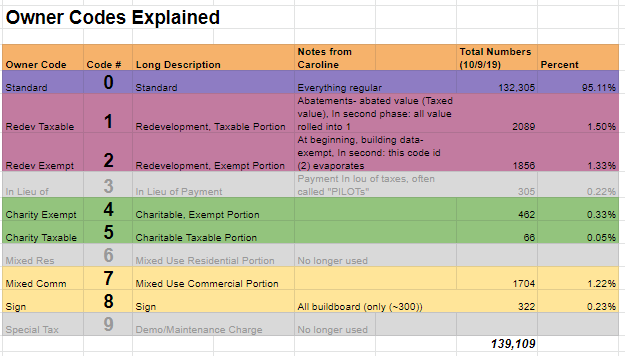 Owner Codes Explained
Owner Code Code # Long Description Notes from Caroline Total Numbers (10/9/19) Percent
Standard 0 Standard Everything regular 132,305 95.11%
Redev Taxable 1 Redevelopment, Taxable Portion Abatements- abated value (Taxed value), In second phase: all value rolled into 1 2089 1.50%
Redev Exempt 2 Redevelopment, Exempt Portion At beginning, building data- exempt, In second: this code id (2) evaporates 1856 1.33%
In Lieu of 3 In Lieu of Payment Payment In lou of taxes, often called "PILOTs" 305 0.22%
Charity Exempt 4 Charitable, Exempt Portion 462 0.33%
Charity Taxable 5 Charitable Taxable Portion 66 0.05%
Mixed Res 6 Mixed Use Residential Portion No longer used
Mixed Comm 7 Mixed Use Commercial Portion 1704 1.22%
Sign 8 Sign All buildboard (only (~300)) 322 0.23%
Special Tax 9 Demo/Maintenance Charge No longer used
139,109